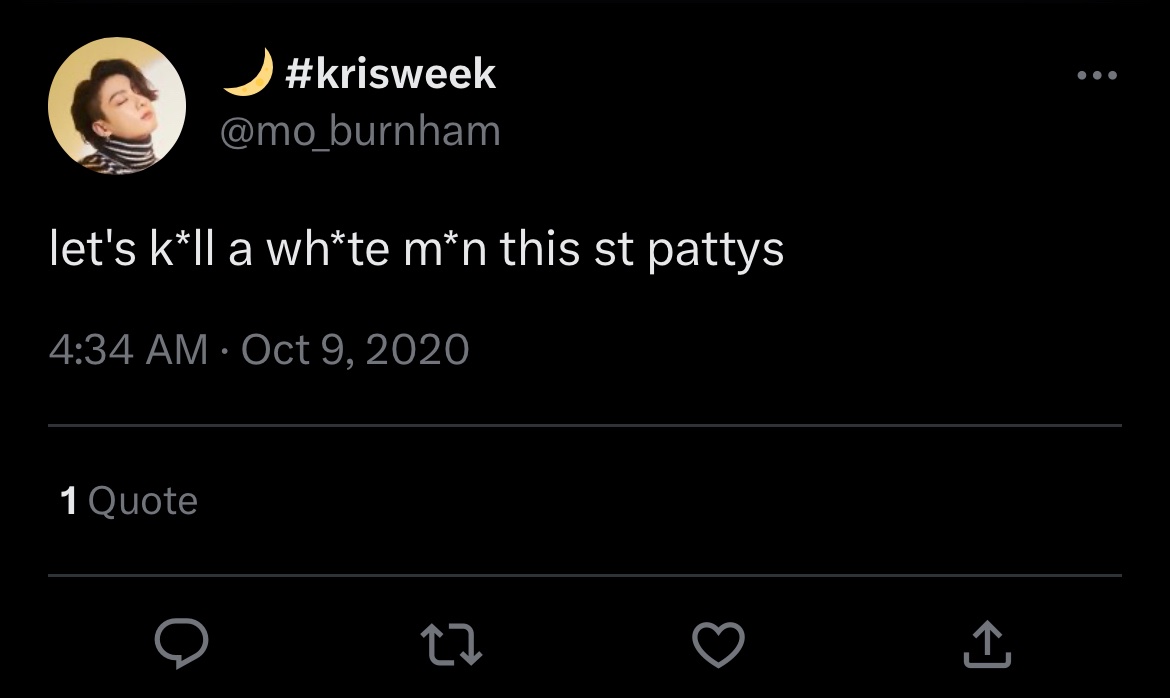 🌙 #krisweek
@mo_burnham
let's k*ll a wh*te m*n this st pattys
4:34 AM · Oct 9, 2020
1 Quote